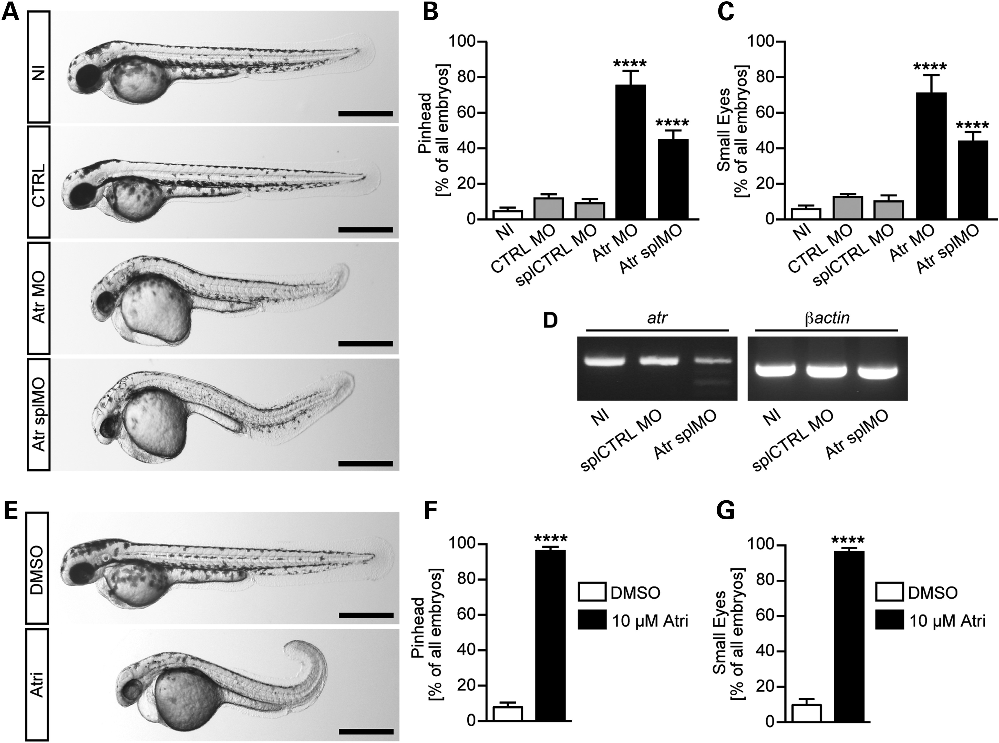 A
NI
CTRL
Atr MO
Atr splMO
B
Pinhead
[% of all embryos]
100
80
60
40
20
0
****
****
NI
CTRL MO
splCTRL MO
Atr MO
Atr splMO
C
Small Eyes
[% of all embryos]
100
80
60
40
20
0
****
****
NI
CTRL MO
splCTRL MO
Atr MO
Atr splMO
D
atr
βactin
NI
splCTRL MO
Atr splMO
NI
splCTRL MO
Atr splMO
E
DMSO
Atri
F
Pinhead
[% of all embryos]
100
80
60
40
20
0
****
DMSO
10 µM Atri
G
Small Eyes
[% of all embryos]
100
80
60
40
20
0
****
DMSO
10 µM Atri